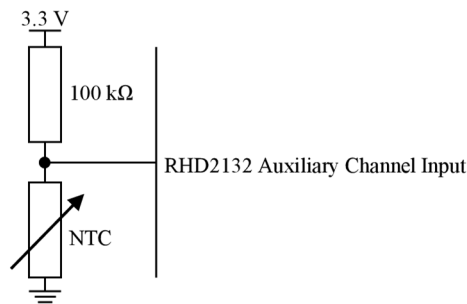 3.3 V
100 kΩ
RHD2132 Auxiliary Channel Input
NTC